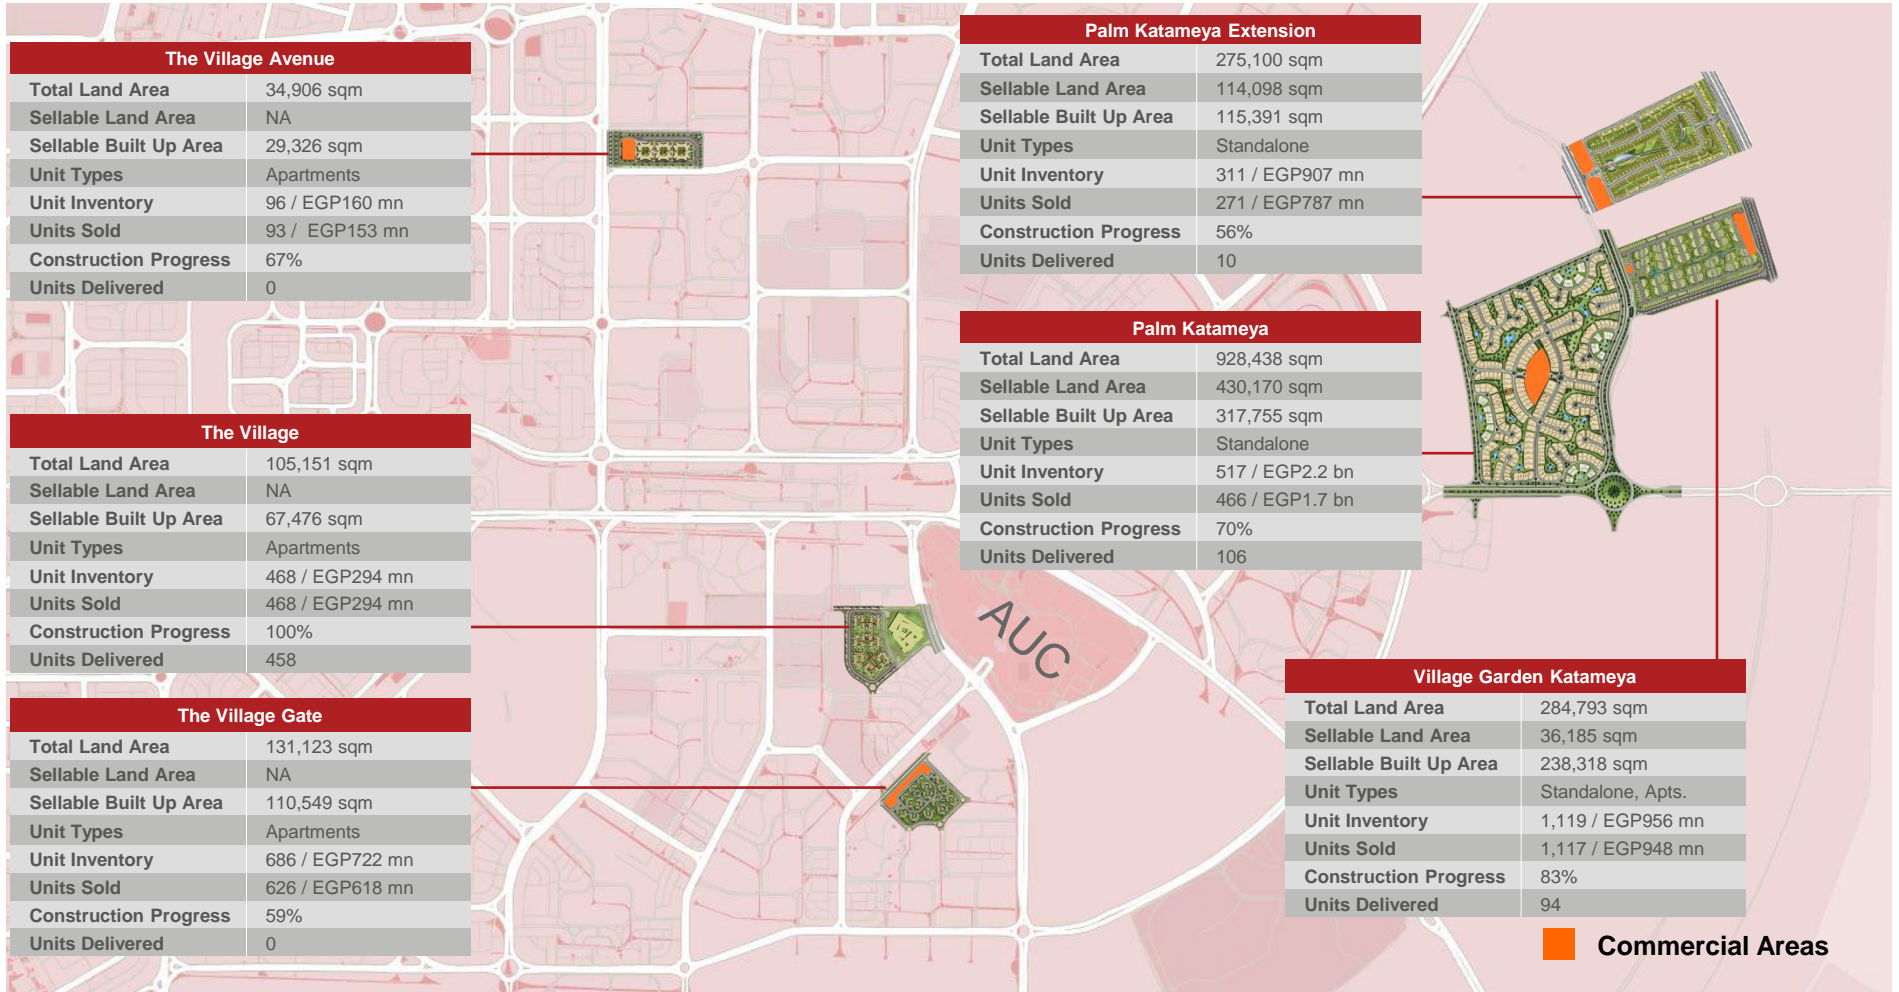 The Village Avenue
Total Land Area 34,906 sqm
Sellable Land Area NA
Sellable Built Up Area 29,326 sqm
Unit Types Apartments
Unit Inventory 96 / EGP160 mn
Units Sold 93 / EGP153 mn
Construction Progress 67%
Units Delivered 0
The Village
Total Land Area 105,151 sqm
Sellable Land Area NA
Sellable Built Up Area 67,476 sqm
Unit Types Apartments
Unit Inventory 468 / EGP294 mn
Units Sold 468 / EGP294 mn
Construction Progress 100%
Units Delivered 458
The Village Gate
Total Land Area 131,123 sqm
Sellable Land Area NA
Sellable Built Up Area 110,549 sqm
Unit Types Apartments
Unit Inventory 686 / EGP722 mn
Units Sold 626 / EGP618 mn
Construction Progress 59%
Units Delivered 0
Palm Katameya Extension
Total Land Area 275,100 sqm
Sellable Land Area 114,098 sqm
Sellable Built Up Area 115,391 sqm
Unit Types Standalone
Unit Inventory 311 / EGP907 mn
Units Sold 271 / EGP787 mn
Construction Progress 56%
Units Delivered 10
Palm Katameya
Total Land Area 928,438 sqm
Sellable Land Area 430,170 sqm
Sellable Built Up Area 317,755 sqm
Unit Types Standalone
Unit Inventory 517 / EGP2.2 bn
Units Sold 466 / EGP1.7 bn
Construction Progress 70%
Units Delivered 106
AUC
Village Garden Katameya
Total Land Area 284,793 sqm
Sellable Land Area 36,185 sqm
Sellable Built Up Area 238,318 sqm
Unit Types Standalone, Apts.
Unit Inventory 1,119 / EGP956 mn
Units Sold 1,117 / EGP948 mn
Construction Progress 83%
Units Delivered 94
Commercial Areas